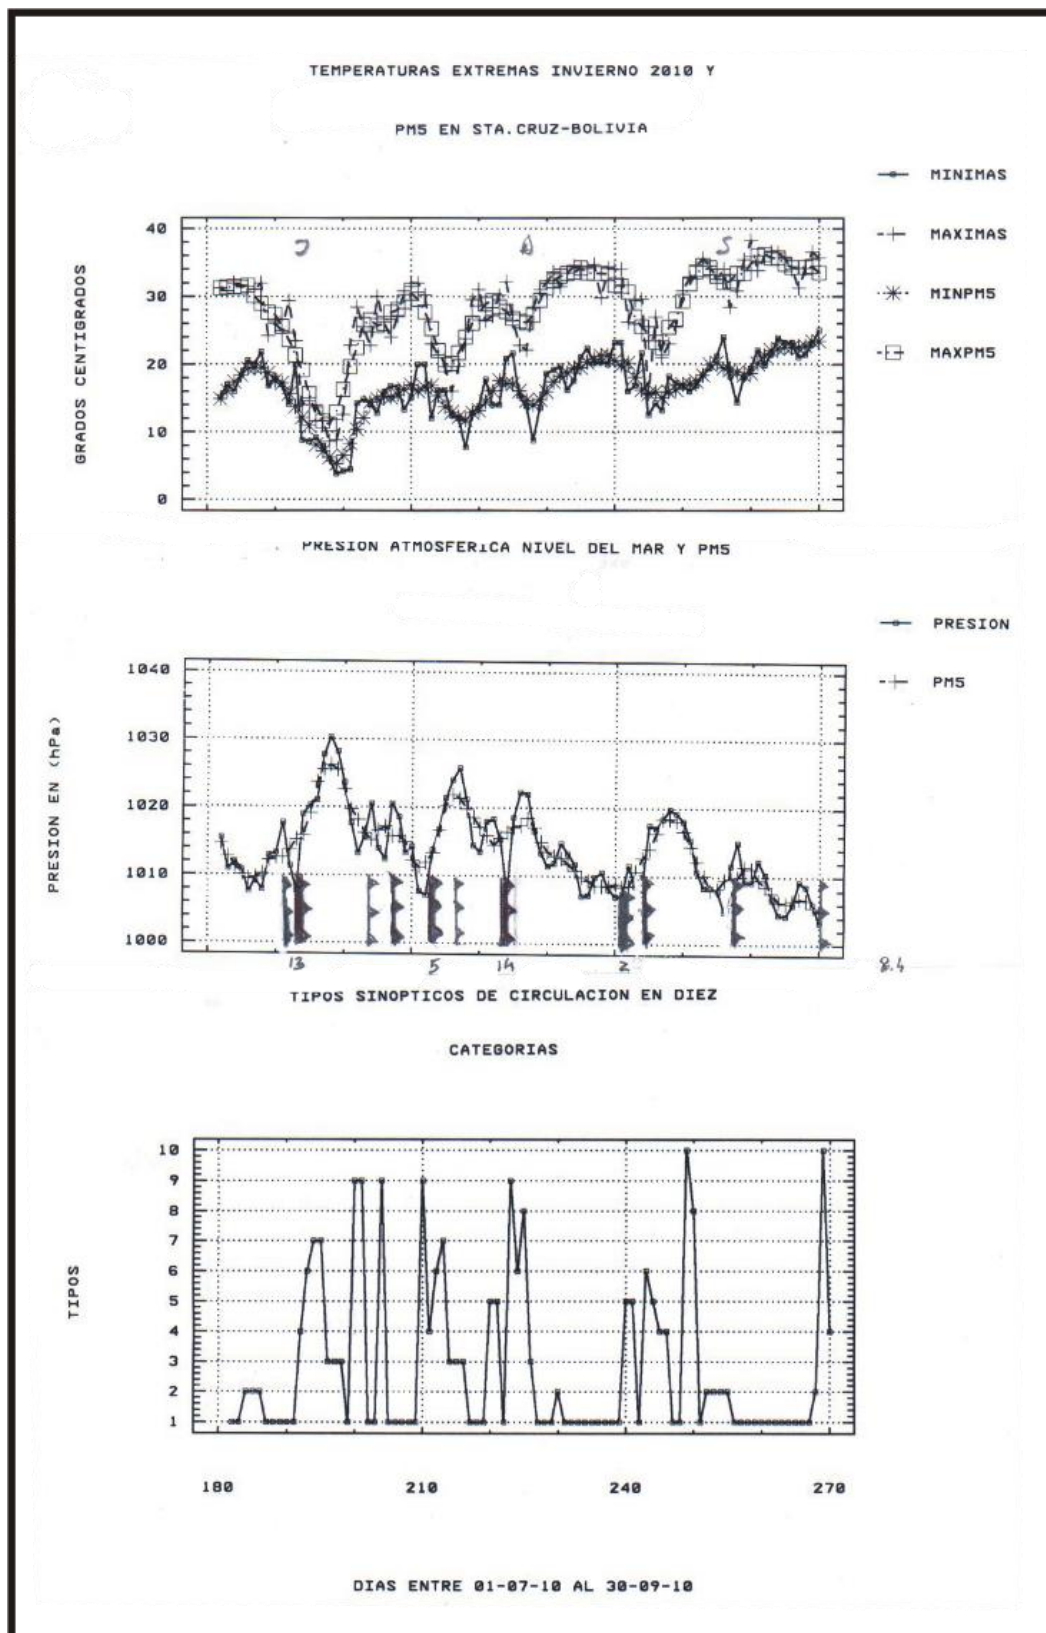 TEMPERATURAS EXTREMAS INVIERNO 2010 Y
PM5 EN STA.CRUZ-BOLIVIA
MINIMAS
MAXIMAS
MINPM5
MAXPM5
GRADOS CENTIGRADOS
40
30
20
10
0
J
A
S
PRESION ATMOSFERICA NIVEL DEL MAR Y PM5
PRESION
PM5
PRESION EN (hPa)
1040
1030
1020
1010
1000
13
5
14
2
8.4
TIPOS SINOPTICOS DE CIRCULACION EN DIEZ
CATEGORIAS
TIPOS
10
9
8
7
6
5
4
3
2
1
180 210 240 270
DIAS ENTRE 01-07-10 AL 30-09-10